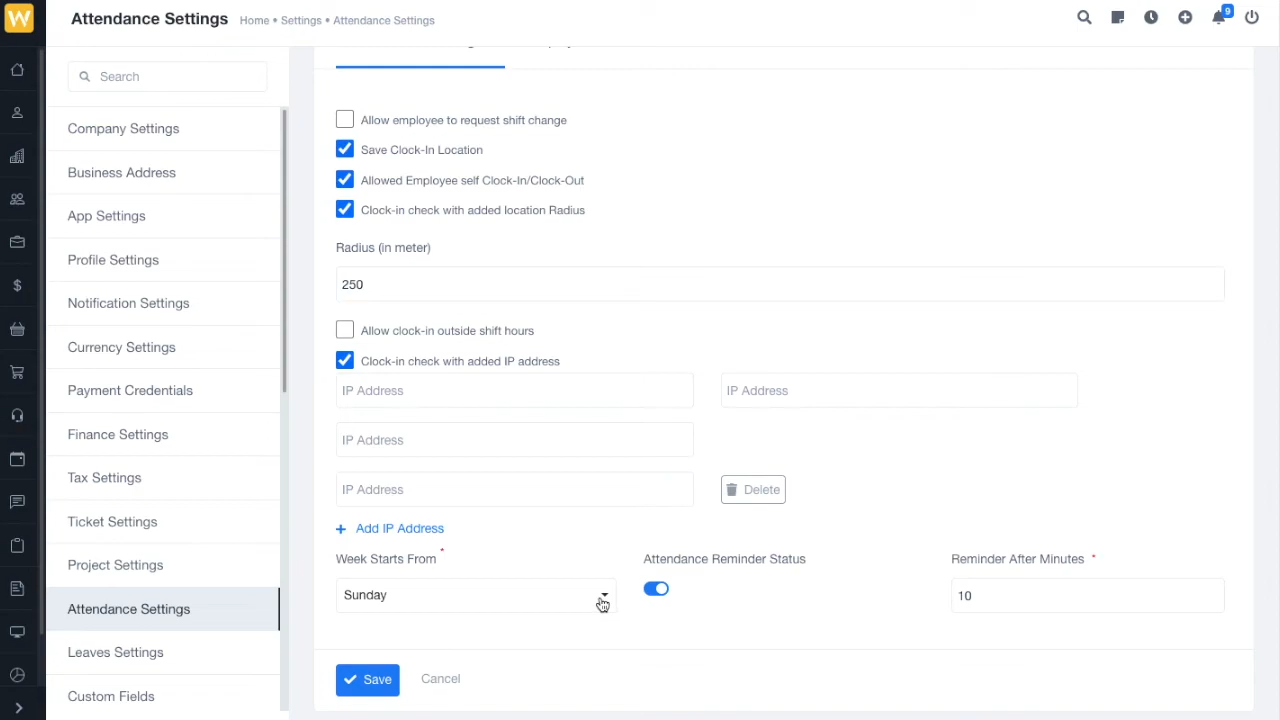 W
Attendance Settings
Home • Settings • Attendance Settings
9
Search
Company Settings
Business Address
App Settings
Profile Settings
Notification Settings
Currency Settings
Payment Credentials
Finance Settings
Tax Settings
Ticket Settings
Project Settings
Attendance Settings
Leaves Settings
Custom Fields
Allow employee to request shift change
Save Clock-In Location
Allowed Employee self Clock-In/Clock-Out
Clock-in check with added location Radius
Radius (in meter)
250
Allow clock-in outside shift hours
Clock-in check with added IP address
IP Address
IP Address
IP Address
IP Address
Delete
+ Add IP Address
Week Starts From *
Attendance Reminder Status
Reminder After Minutes *
Sunday
10
Save
Cancel